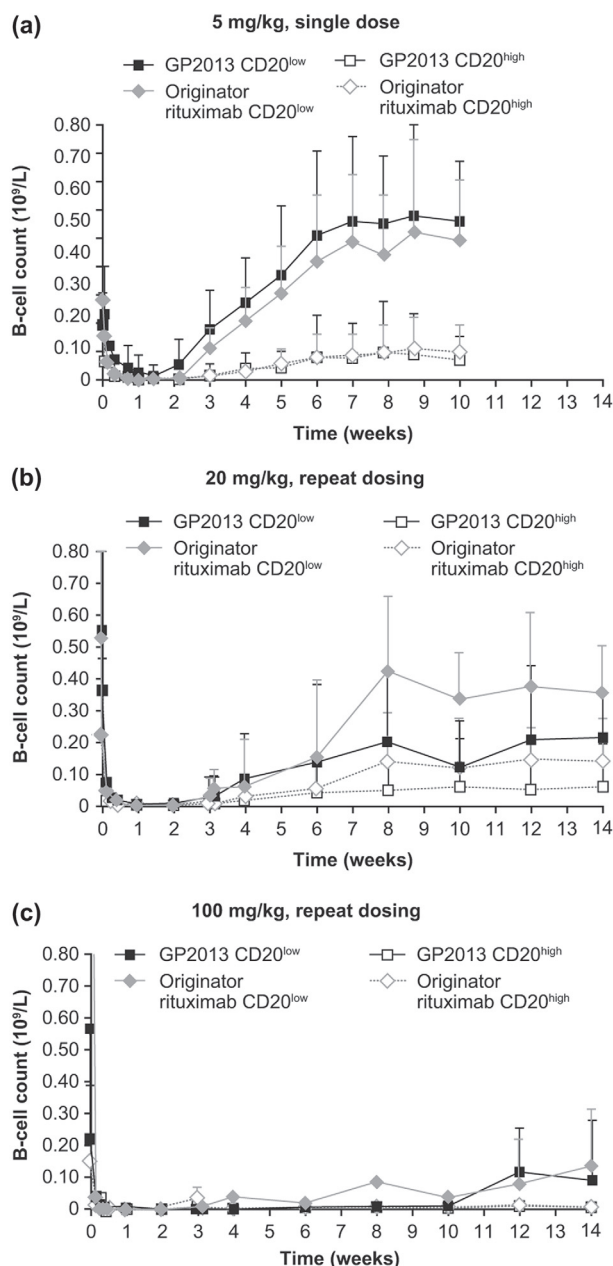 (a)
5 mg/kg, single dose
GP2013 CD20low
GP2013 CD20high
Originator
rituximab CD20low
Originator
rituximab CD20high
B-cell count (10⁹/L)
0.80
0.60
0.50
0.40
0.30
0.20
0.10
0
0 1 2 3 4 5 6 7 8 9 10 11 12 13 14
Time (weeks)
(b)
20 mg/kg, repeat dosing
GP2013 CD20low
GP2013 CD20high
Originator
rituximab CD20low
Originator
rituximab CD20high
B-cell count (10⁹/L)
0.80
0.60
0.50
0.40
0.30
0.20
0.10
0
0 1 2 3 4 5 6 7 8 9 10 12 13 14
Time (weeks)
(c)
100 mg/kg, repeat dosing
GP2013 CD20low
GP2013 CD20high
Originator
rituximab CD20low
Originator
rituximab CD20high
B-cell count (10⁹/L)
0.80
0.60
0.50
0.40
0.30
0.20
0.10
0
0 1 2 3 4 5 6 7 8 9 10 11 12 13 14
Time (weeks)